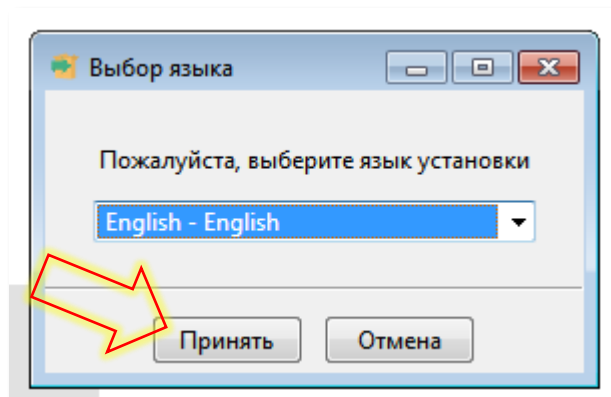 Выбор языка
Пожалуйста, выберите язык установки
English - English
Принять Отмена